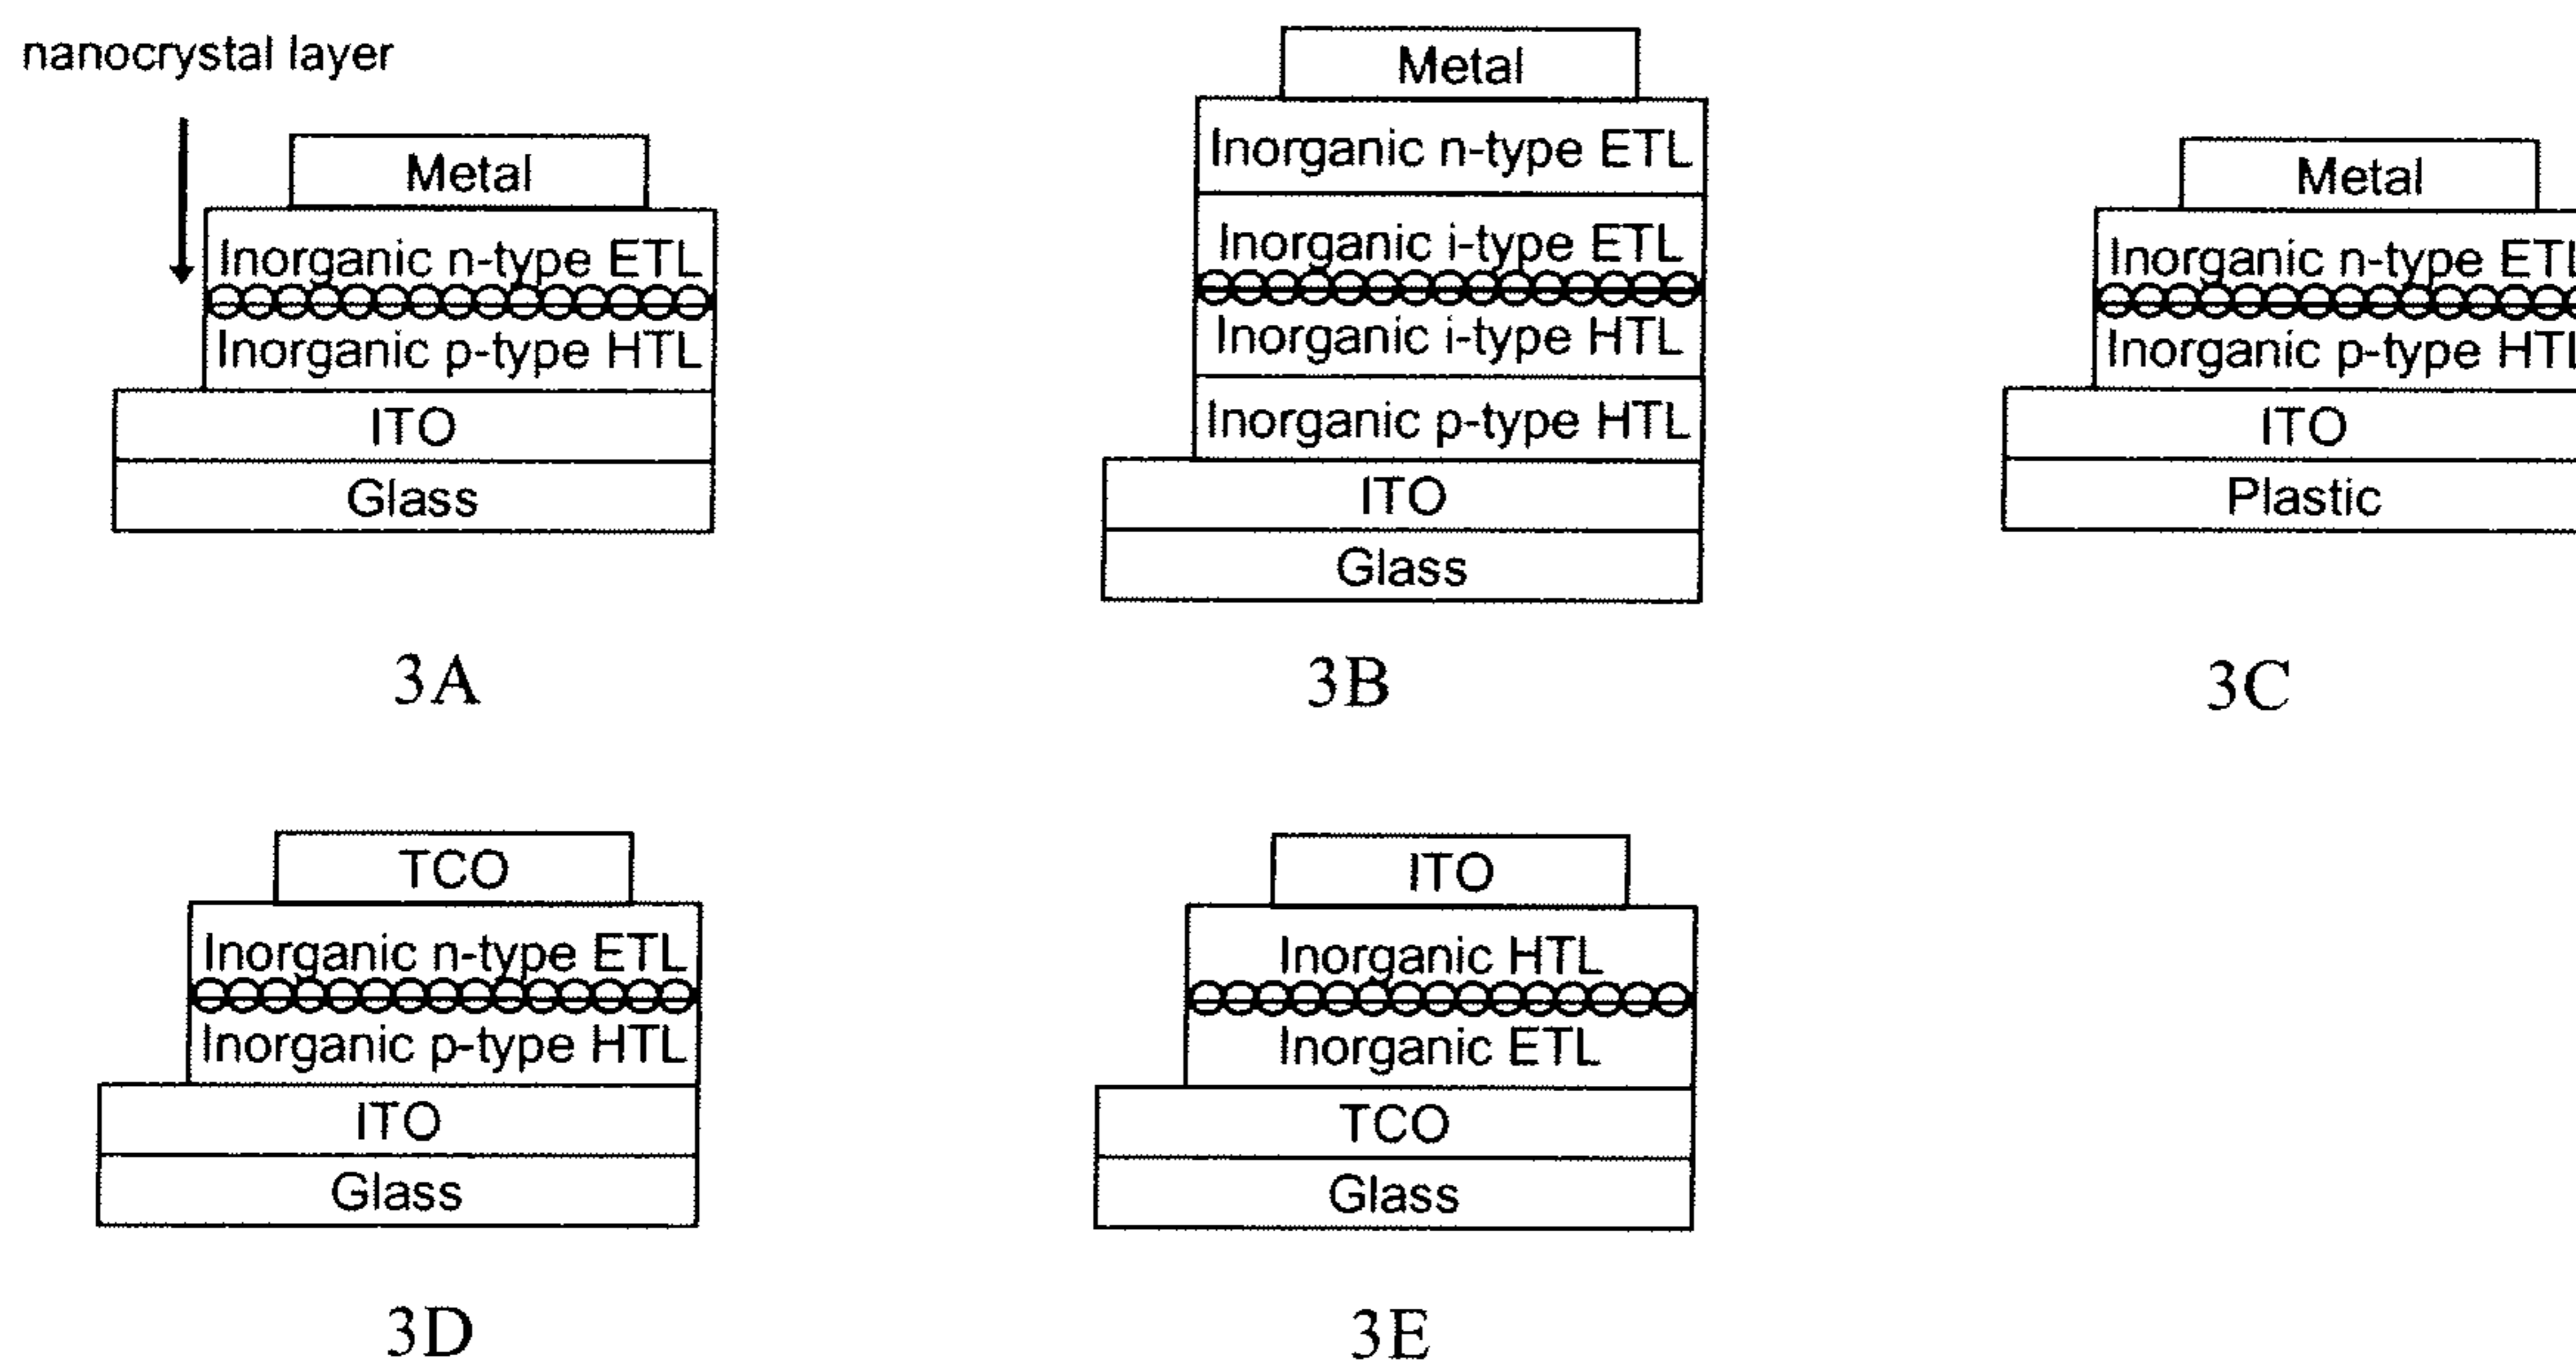 nanocrystal layer
Metal
Inorganic n-type ETL
Inorganic p-type HTL
ITO
Glass
3A
Metal
Inorganic n-type ETL
Inorganic i-type ETL
Inorganic i-type HTL
Inorganic p-type HTL
ITO
Glass
3B
Metal
Inorganic n-type ETL
Inorganic p-type HTL
ITO
Plastic
3C
TCO
Inorganic n-type ETL
Inorganic p-type HTL
ITO
Glass
3D
ITO
Inorganic HTL
Inorganic ETL
TCO
Glass
3E